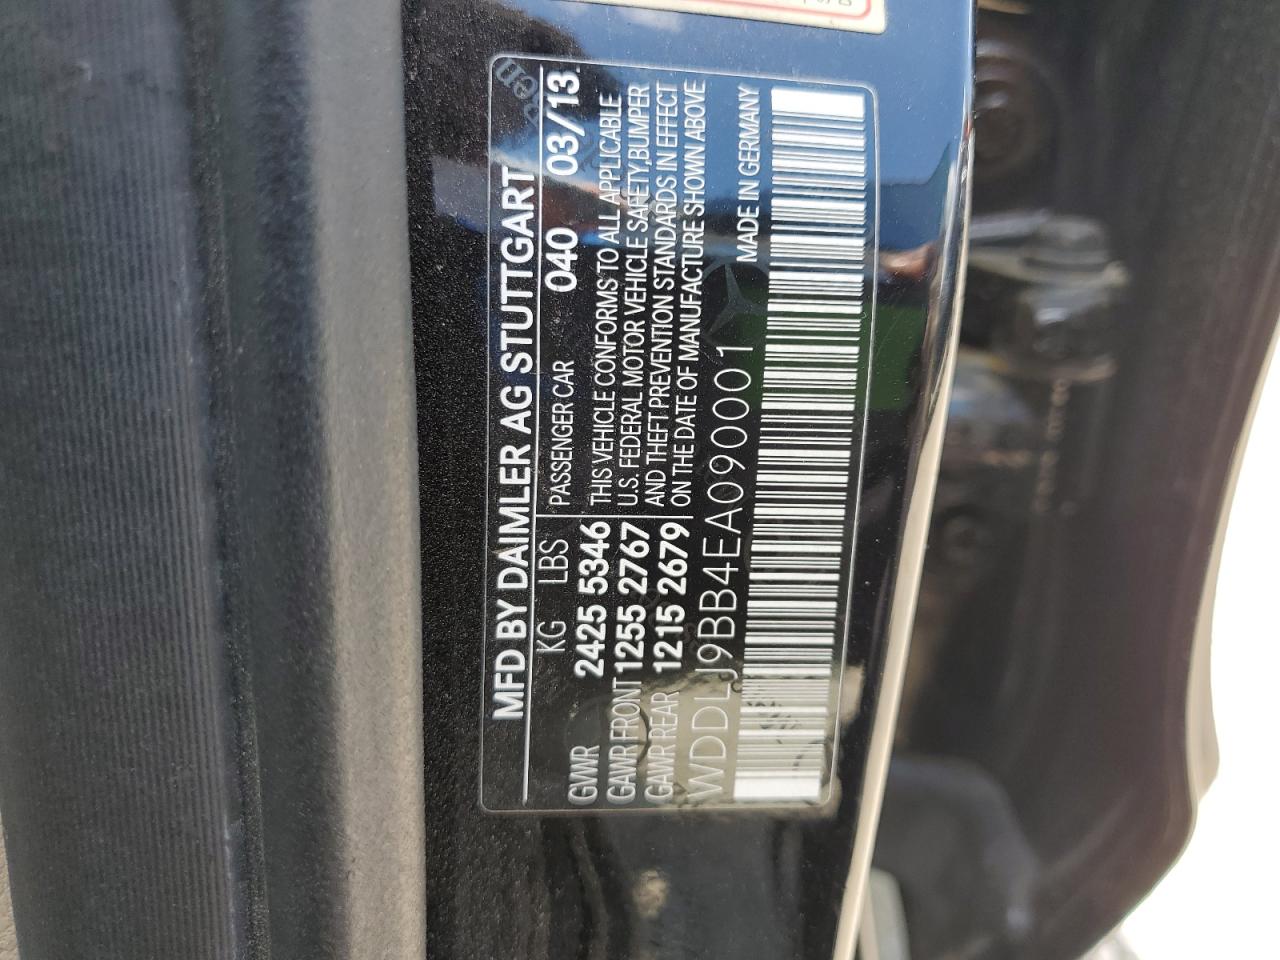 MFD BY DAIMLER AG STUTTGART
KG LBS PASSENGER CAR 040 03/13
GVWR 2425 5346 THIS VEHICLE CONFORMS TO ALL APPLICABLE
GAWR FRONT 1255 2767 U.S. FEDERAL MOTOR VEHICLE SAFETY,BUMPER
GAWR REAR 1215 2679 AND THEFT PREVENTION STANDARDS IN EFFECT
ON THE DATE OF MANUFACTURE SHOWN ABOVE
WDDLJ9BB4EA090001 MADE IN GERMANY